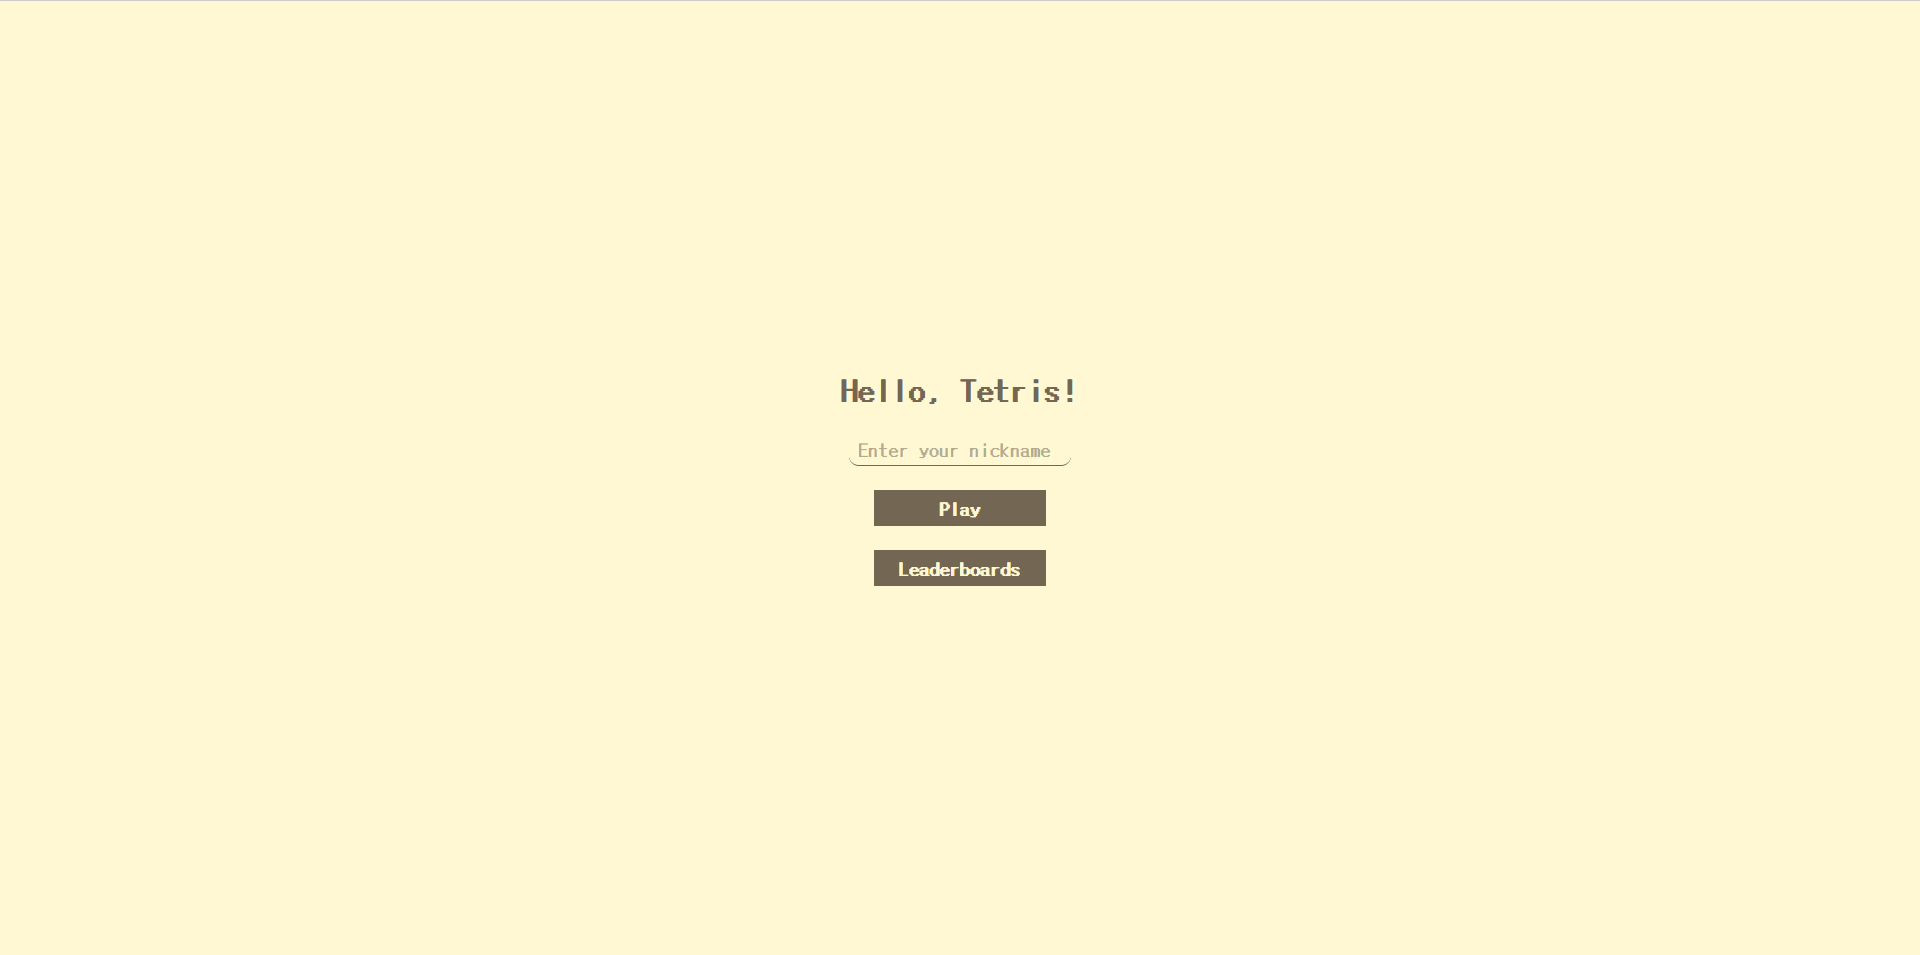 Hello, Tetris!
Enter your nickname
Play
Leaderboards